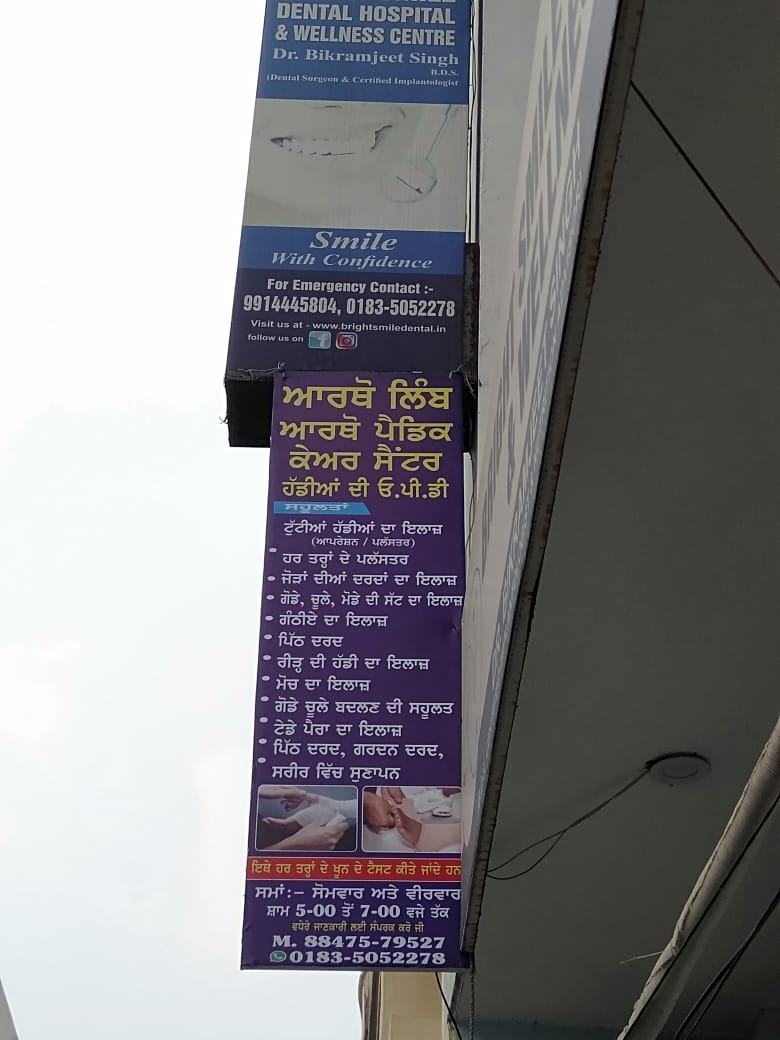 DENTAL HOSPITAL
& WELLNESS CENTRE
Dr. Bikramjeet Singh
B.D.S.
(Dental Surgeon & Certified Implantologist
Smile
With Confidence
For Emergency Contact :-
9914445804, 0183-5052278
Visit us at - www.brightsmiledental.in
follow us on
ਆਰਥੋ ਲਿੰਬ
ਆਰਥੋ ਪੈਡਿਕ
ਕੇਅਰ ਸੈਂਟਰ
ਹੱਡੀਆਂ ਦੀ ਓ.ਪੀ.ਡੀ
ਸਹੂਲਤਾਂ
ਟੁੱਟੀਆਂ ਹੱਡੀਆਂ ਦਾ ਇਲਾਜ਼
(ਆਪਰੇਸ਼ਨ / ਪਲੱਸਤਰ)
• ਹਰ ਤਰ੍ਹਾਂ ਦੇ ਪਲੱਸਤਰ
• ਜੋੜਾਂ ਦੀਆਂ ਦਰਦਾਂ ਦਾ ਇਲਾਜ਼
• ਗੋਡੇ, ਚੂਲੇ, ਮੋਡੇ ਦੀ ਸੱਟ ਦਾ ਇਲਾਜ਼
• ਗੰਠੀਏ ਦਾ ਇਲਾਜ਼
• ਪਿੱਠ ਦਰਦ
• ਰੀੜ੍ਹ ਦੀ ਹੱਡੀ ਦਾ ਇਲਾਜ਼
• ਮੋਚ ਦਾ ਇਲਾਜ਼
• ਗੋਡੇ ਚੂਲੇ ਬਦਲਣ ਦੀ ਸਹੂਲਤ
• ਟੇਡੇ ਪੈਰਾ ਦਾ ਇਲਾਜ਼
• ਪਿੱਠ ਦਰਦ, ਗਰਦਨ ਦਰਦ,
• ਸਰੀਰ ਵਿੱਚ ਸੁਣਾਪਨ
ਇਥੇ ਹਰ ਤਰ੍ਹਾਂ ਦੇ ਖੂਨ ਦੇ ਟੈਸਟ ਕੀਤੇ ਜਾਂਦੇ ਹਨ
ਸਮਾਂ:– ਸੋਮਵਾਰ ਅਤੇ ਵੀਰਵਾਰ
ਸ਼ਾਮ 5-00 ਤੋਂ 7-00 ਵਜੇ ਤੱਕ
ਵਧੇਰੇ ਜਾਣਕਾਰੀ ਲਈ ਸੰਪਰਕ ਕਰੋ ਜੀ
M. 88475-79527
0183-5052278